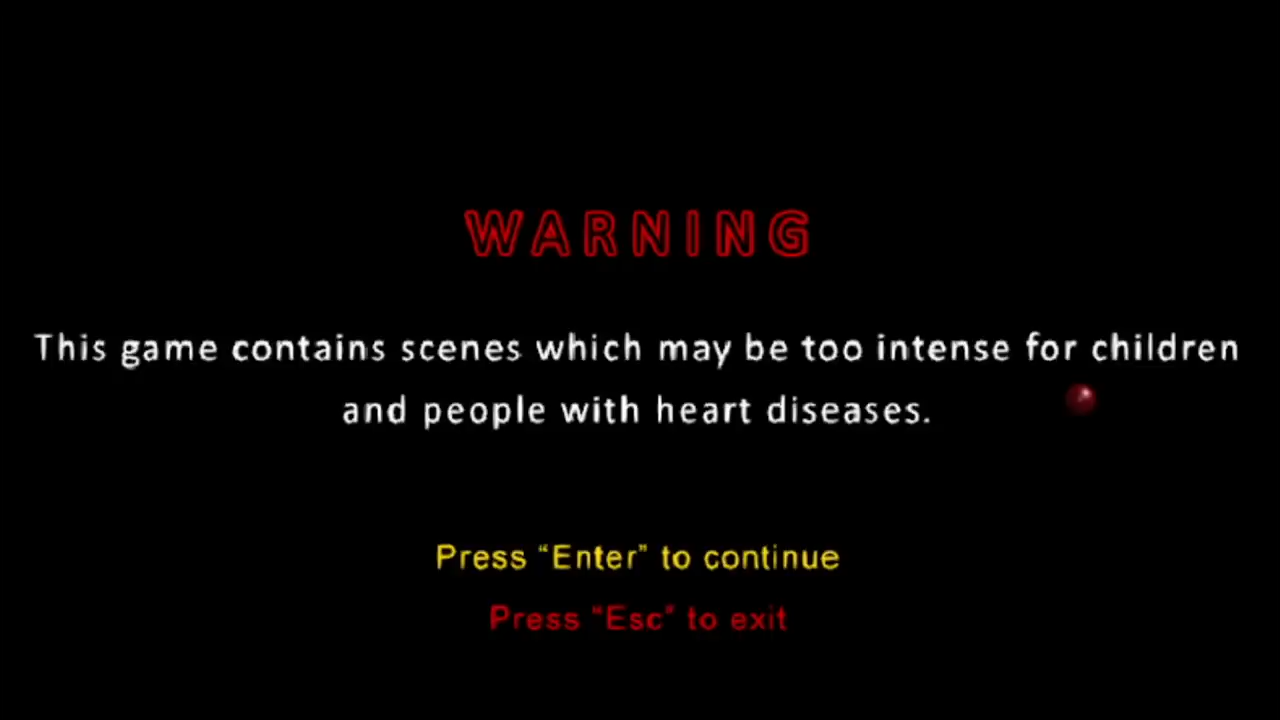 WARNING
This game contains scenes which may be too intense for children
and people with heart diseases.
Press “Enter” to continue
Press “Esc” to exit